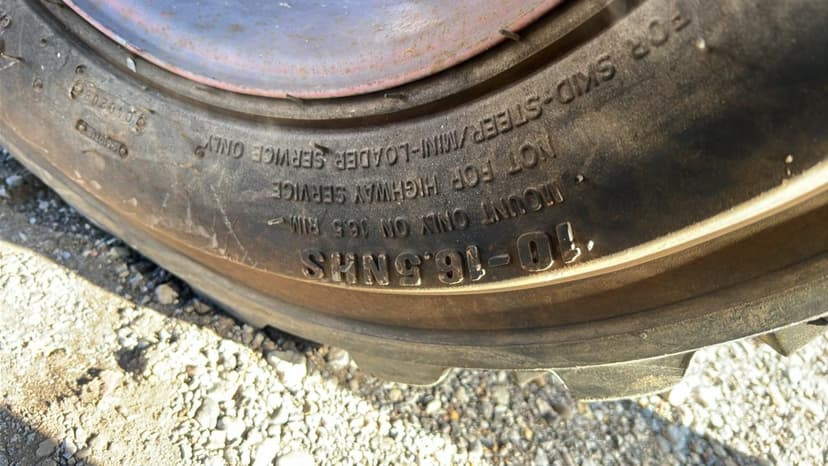 FOR SKID-STEER/MINI-LOADER SERVICE ONLY
NOT FOR HIGHWAY SERVICE
MOUNT ONLY ON 16.5 RIM
10-16.5NHS